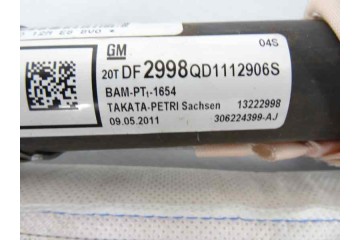 GM
04S
20T DF 2998QD1112906S
BAM-PT₁-1654
TAKATA-PETRI Sachsen 13222998
09.05.2011 306224399-AJ